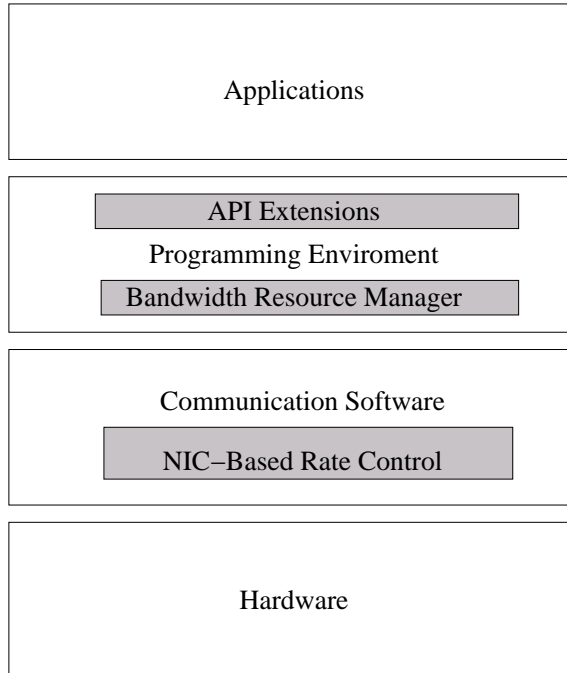 Applications
API Extensions
Programming Enviroment
Bandwidth Resource Manager
Communication Software
NIC−Based Rate Control
Hardware